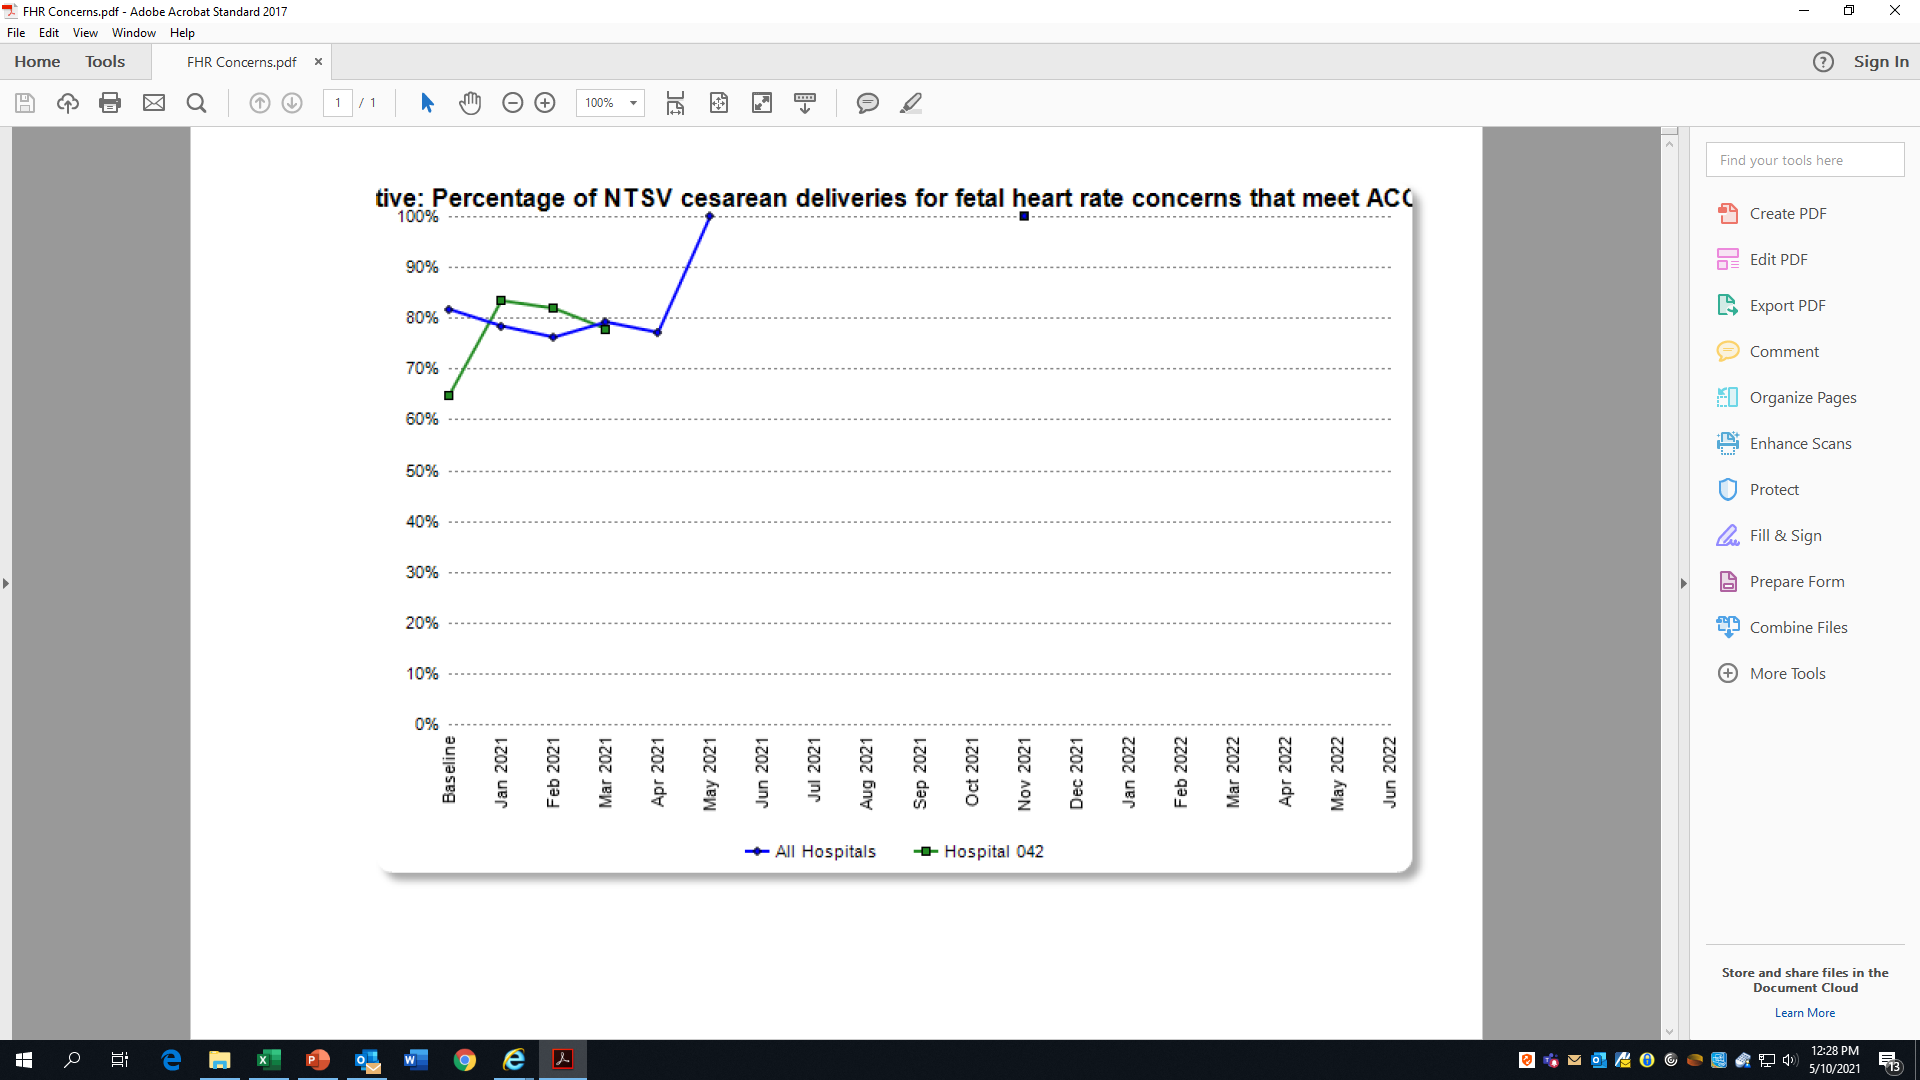 FHR Concerns.pdf - Adobe Acrobat Standard 2017
File Edit View Window Help
Home Tools FHR Concerns.pdf Sign In
1 / 1 100%
tive: Percentage of NTSV cesarean deliveries for fetal heart rate concerns that meet ACO
100%
90%
80%
70%
60%
50%
40%
30%
20%
10%
0%
Baseline
Jan 2021
Feb 2021
Mar 2021
Apr 2021
May 2021
Jun 2021
Jul 2021
Aug 2021
Sep 2021
Oct 2021
Nov 2021
Dec 2021
Jan 2022
Feb 2022
Mar 2022
Apr 2022
May 2022
Jun 2022
All Hospitals Hospital 042
Find your tools here
Create PDF
Edit PDF
Export PDF
Comment
Organize Pages
Enhance Scans
Protect
Fill & Sign
Prepare Form
Combine Files
More Tools
Store and share files in the
Document Cloud
Learn More
12:28 PM
5/10/2021
13